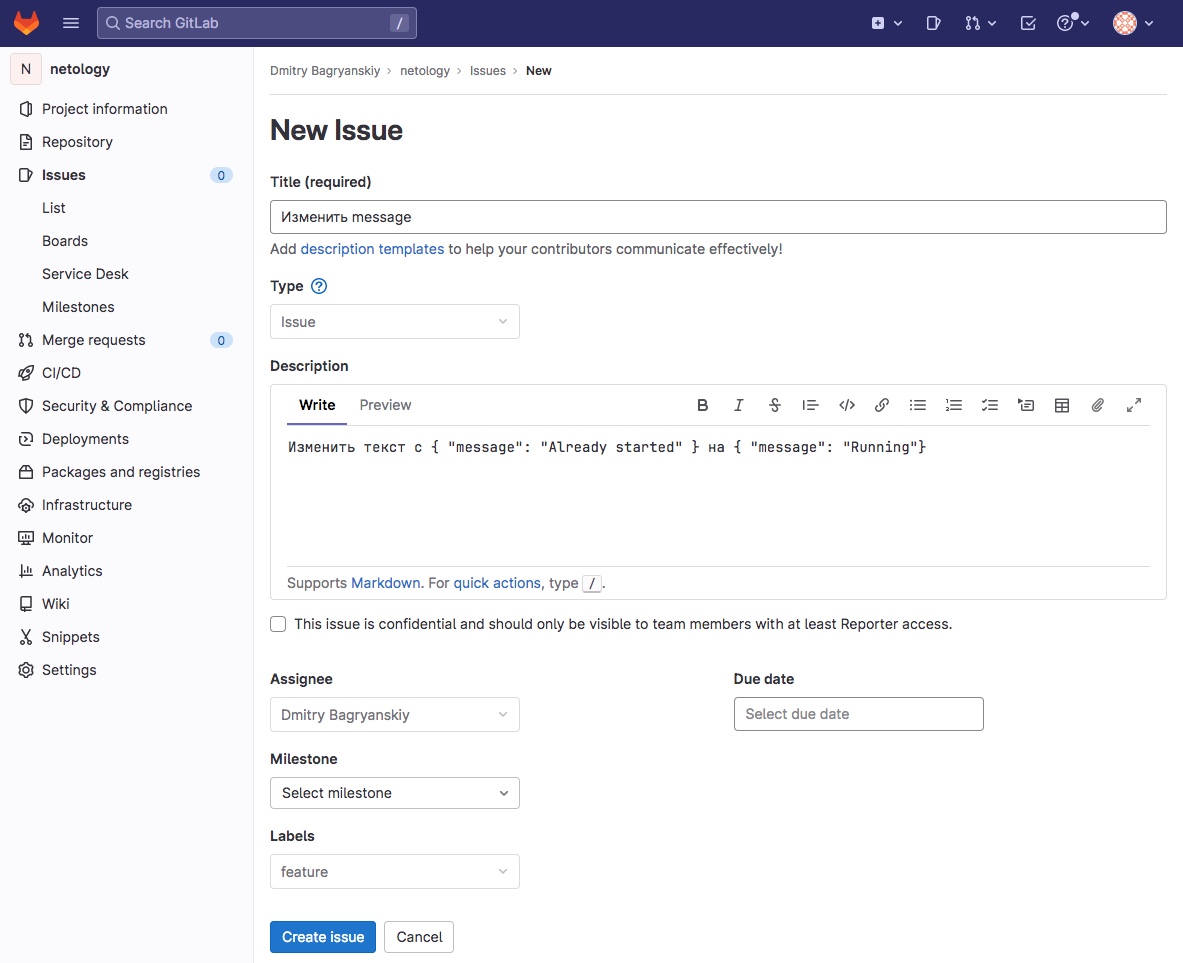 Search GitLab /
N netology
Project information
Repository
Issues 0
List
Boards
Service Desk
Milestones
Merge requests 0
CI/CD
Security & Compliance
Deployments
Packages and registries
Infrastructure
Monitor
Analytics
Wiki
Snippets
Settings
Dmitry Bagryanskiy › netology › Issues › New
New Issue
Title (required)
Изменить message
Add description templates to help your contributors communicate effectively!
Type ?
Issue
Description
Write Preview
Изменить текст с { "message": "Already started" } на { "message": "Running"}
Supports Markdown. For quick actions, type /.
This issue is confidential and should only be visible to team members with at least Reporter access.
Assignee Due date
Dmitry Bagryanskiy Select due date
Milestone
Select milestone
Labels
feature
Create issue Cancel